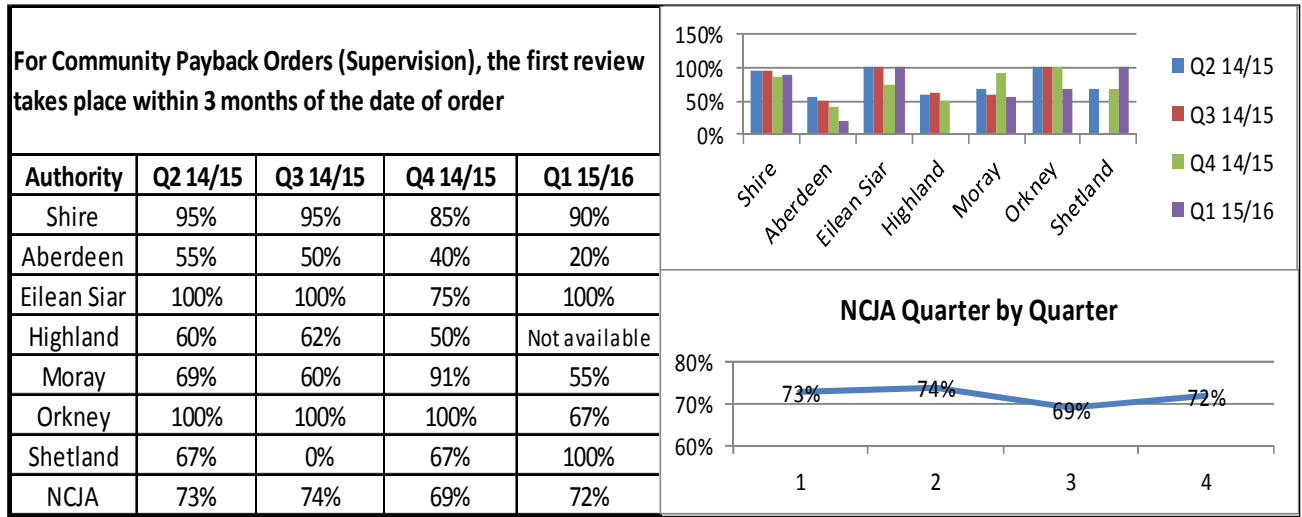 For Community Payback Orders (Supervision), the first review
takes place within 3 months of the date of order
Authority Q2 14/15 Q3 14/15 Q4 14/15 Q1 15/16
Shire 95% 95% 85% 90%
Aberdeen 55% 50% 40% 20%
Eilean Siar 100% 100% 75% 100%
Highland 60% 62% 50% Not available
Moray 69% 60% 91% 55%
Orkney 100% 100% 100% 67%
Shetland 67% 0% 67% 100%
NCJA 73% 74% 69% 72%
150%
100%
50%
0%
Shire
Aberdeen
Eilean Siar
Highland
Moray
Orkney
Shetland
Q2 14/15
Q3 14/15
Q4 14/15
Q1 15/16
NCJA Quarter by Quarter
80%
70%
60%
73% 74% 69% 72%
1 2 3 4